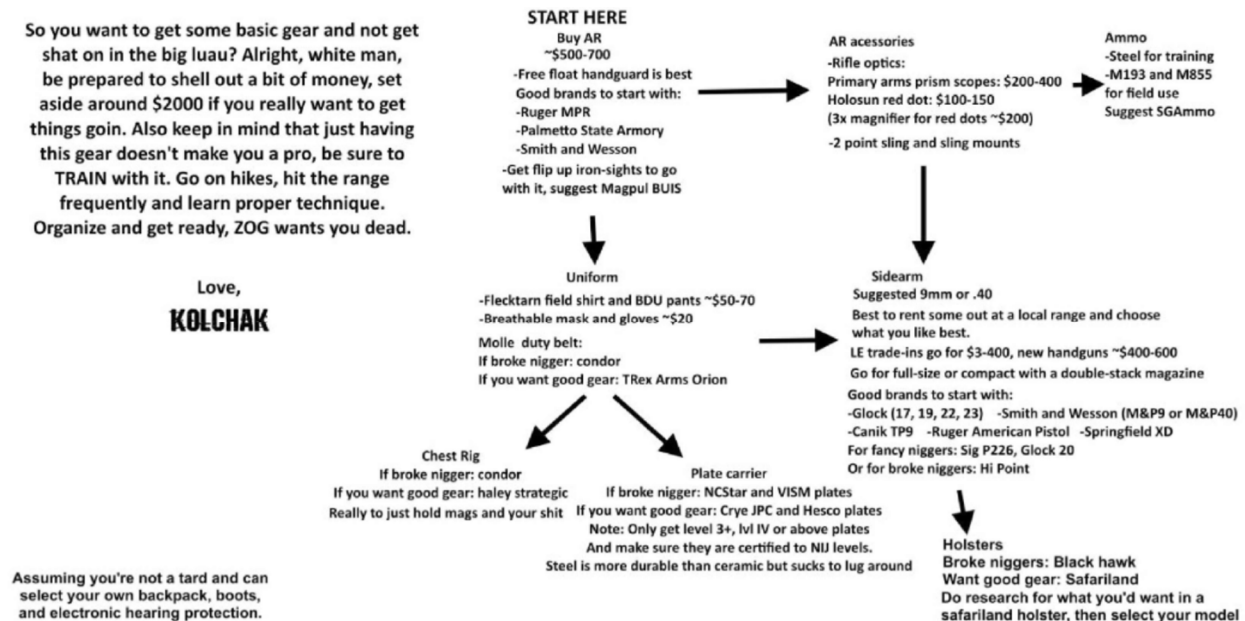 So you want to get some basic gear and not get
shat on in the big luau? Alright, white man,
be prepared to shell out a bit of money, set
aside around $2000 if you really want to get
things goin. Also keep in mind that just having
this gear doesn't make you a pro, be sure to
TRAIN with it. Go on hikes, hit the range
frequently and learn proper technique.
Organize and get ready, ZOG wants you dead.
Love,
KOLCHAK
START HERE
Buy AR
~$500-700
-Free float handguard is best
Good brands to start with:
-Ruger MPR
-Palmetto State Armory
-Smith and Wesson
-Get flip up iron-sights to go
with it, suggest Magpul BUIS
AR acessories
-Rifle optics:
Primary arms prism scopes: $200-400
Holosun red dot: $100-150
(3x magnifier for red dots ~$200)
-2 point sling and sling mounts
Ammo
-Steel for training
-M193 and M855
for field use
Suggest SGAmmo
Uniform
-Flecktarn field shirt and BDU pants ~$50-70
-Breathable mask and gloves ~$20
Molle duty belt:
If broke nigger: condor
If you want good gear: TRex Arms Orion
Sidearm
Suggested 9mm or .40
Best to rent some out at a local range and choose
what you like best.
LE trade-ins go for $3-400, new handguns ~$400-600
Go for full-size or compact with a double-stack magazine
Good brands to start with:
-Glock (17, 19, 22, 23) -Smith and Wesson (M&P9 or M&P40)
-Canik TP9 -Ruger American Pistol -Springfield XD
For fancy niggers: Sig P226, Glock 20
Or for broke niggers: Hi Point
Chest Rig
If broke nigger: condor
If you want good gear: haley strategic
Really to just hold mags and your shit
Plate carrier
If broke nigger: NCStar and VISM plates
If you want good gear: Crye JPC and Hesco plates
Note: Only get level 3+, lvl IV or above plates
And make sure they are certified to NIJ levels.
Steel is more durable than ceramic but sucks to lug around
Holsters
Broke niggers: Black hawk
Want good gear: Safariland
Do research for what you'd want in a
safariland holster, then select your model
Assuming you're not a tard and can
select your own backpack, boots,
and electronic hearing protection.